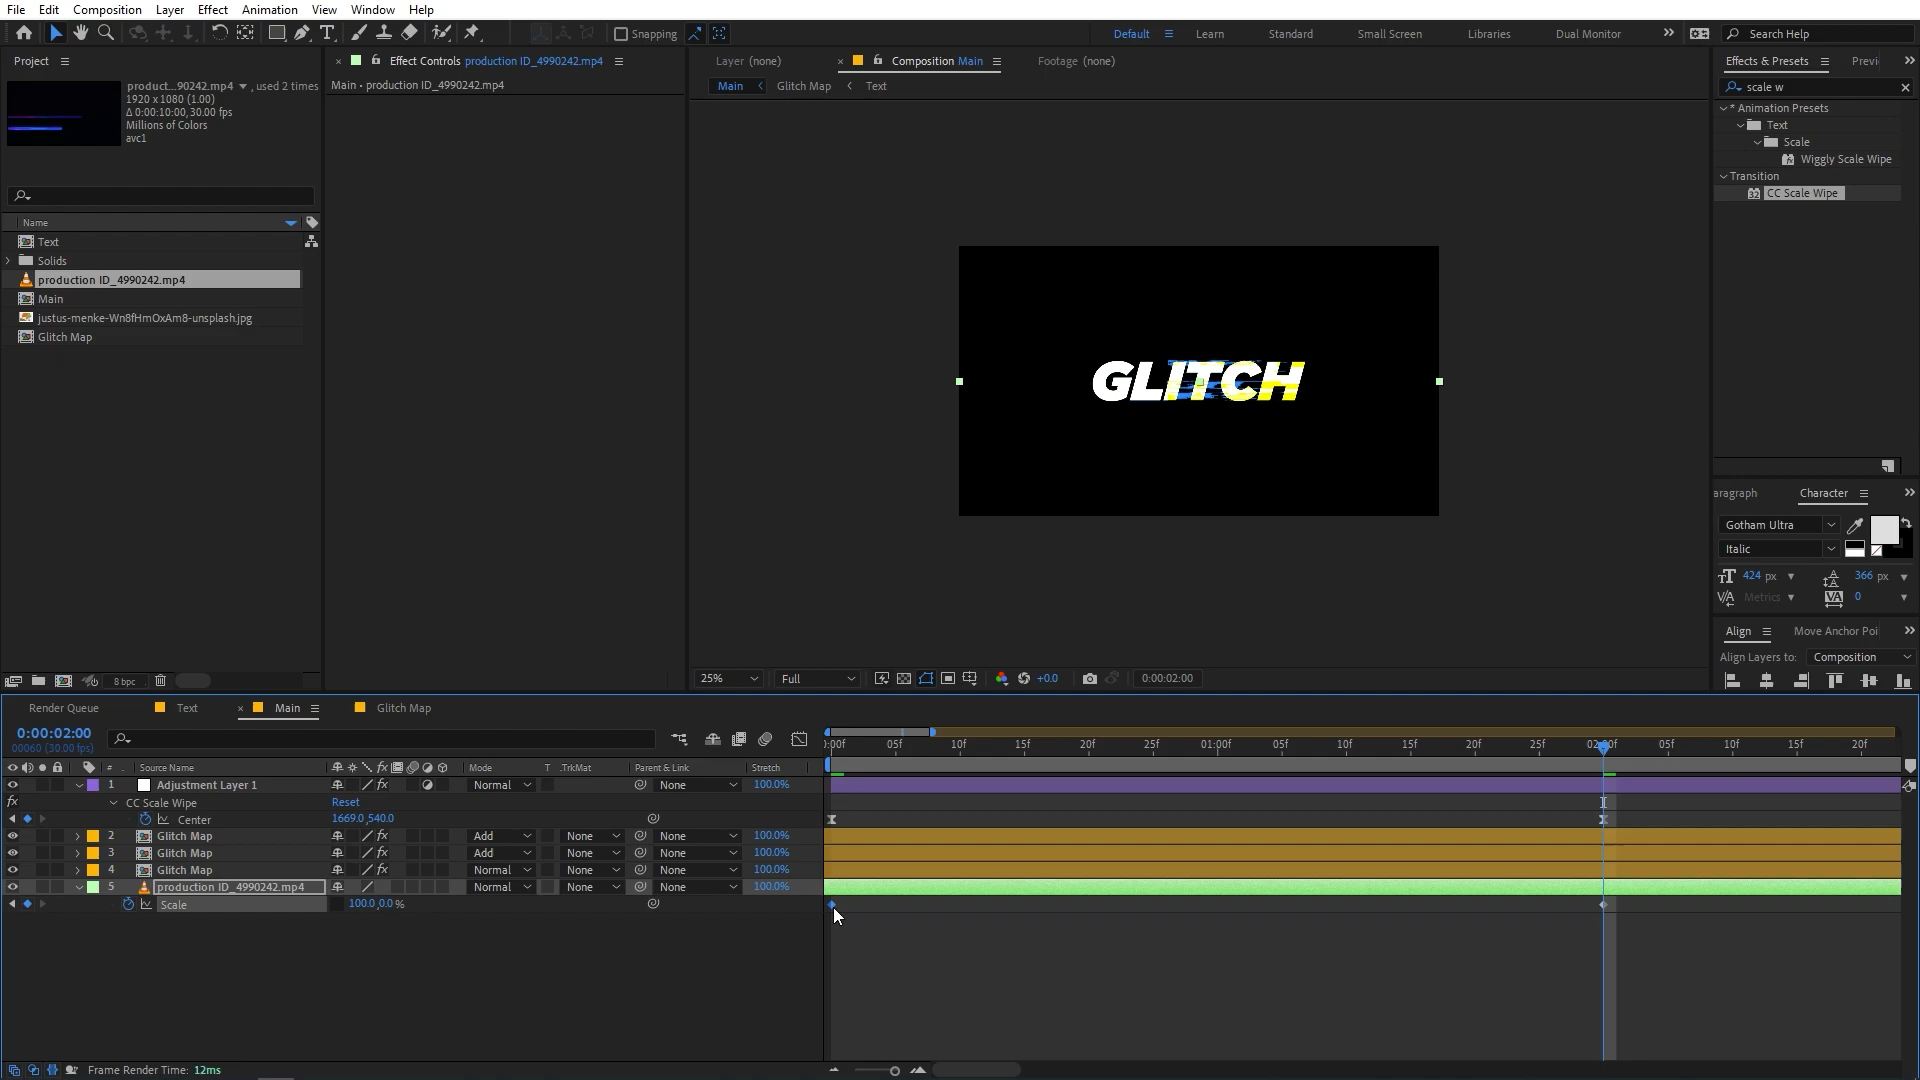 File Edit Composition Layer Effect Animation View Window Help
Snapping
Default Learn Standard Small Screen Libraries Dual Monitor Search Help
Project
product...90242.mp4 , used 2 times
1920 x 1080 (1.00)
Δ 0:00:10:00, 30.00 fps
Millions of Colors
avc1
Name
Text
Solids
production ID_4990242.mp4
Main
justus-menke-Wn8fHmOxAm8-unsplash.jpg
Glitch Map
8 bpc
Effect Controls production ID_4990242.mp4
Main • production ID_4990242.mp4
Layer (none) Composition Main Footage (none)
Main Glitch Map Text
GLITCH
25% Full +0.0 0:00:02:00
Effects & Presets Previ
scale w
* Animation Presets
Text
Scale
Wiggly Scale Wipe
Transition
CC Scale Wipe
aragraph Character
Gotham Ultra
Italic
424 px 366 px
Metrics 0
Align Move Anchor Poi
Align Layers to: Composition
Render Queue Text Main Glitch Map
0:00:02:00
00060 (30.00 fps)
:00f 05f 10f 15f 20f 25f 01:00f 05f 10f 15f 20f 25f 02:00f 05f 10f 15f 20f
# Source Name Mode T .TrkMat Parent & Link Stretch
1 Adjustment Layer 1 Normal None 100.0%
fx CC Scale Wipe Reset
Center 1669.0,540.0
2 Glitch Map Add None None 100.0%
3 Glitch Map Add None None 100.0%
4 Glitch Map Normal None None 100.0%
5 production ID_4990242.mp4 Normal None None 100.0%
Scale 100.0,0.0 %
Frame Render Time: 12ms